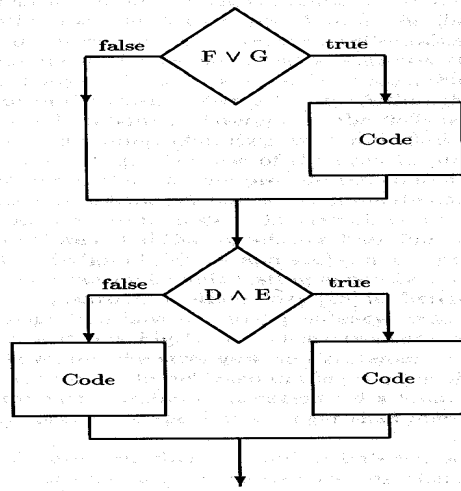 false true
F ∨ G
Code
false true
D ∧ E
Code Code